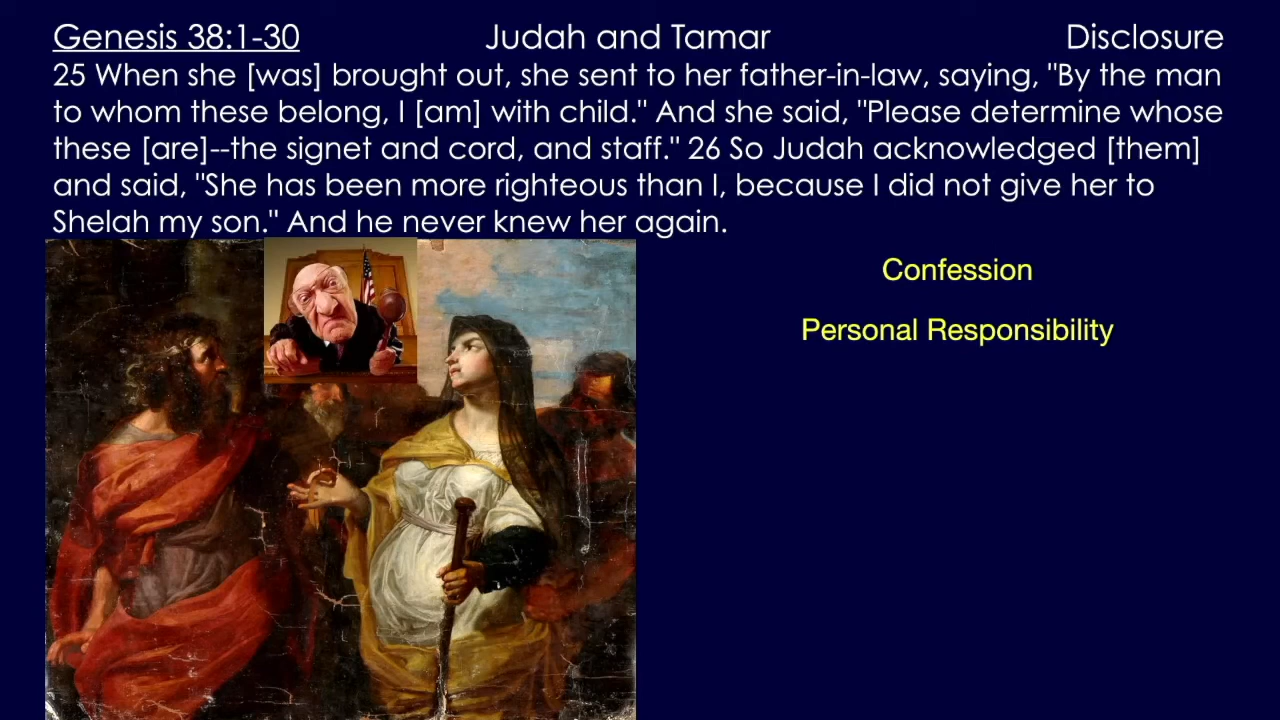 Genesis 38:1-30 Judah and Tamar Disclosure
25 When she [was] brought out, she sent to her father-in-law, saying, "By the man
to whom these belong, I [am] with child." And she said, "Please determine whose
these [are]--the signet and cord, and staff." 26 So Judah acknowledged [them]
and said, "She has been more righteous than I, because I did not give her to
Shelah my son." And he never knew her again.
Confession
Personal Responsibility